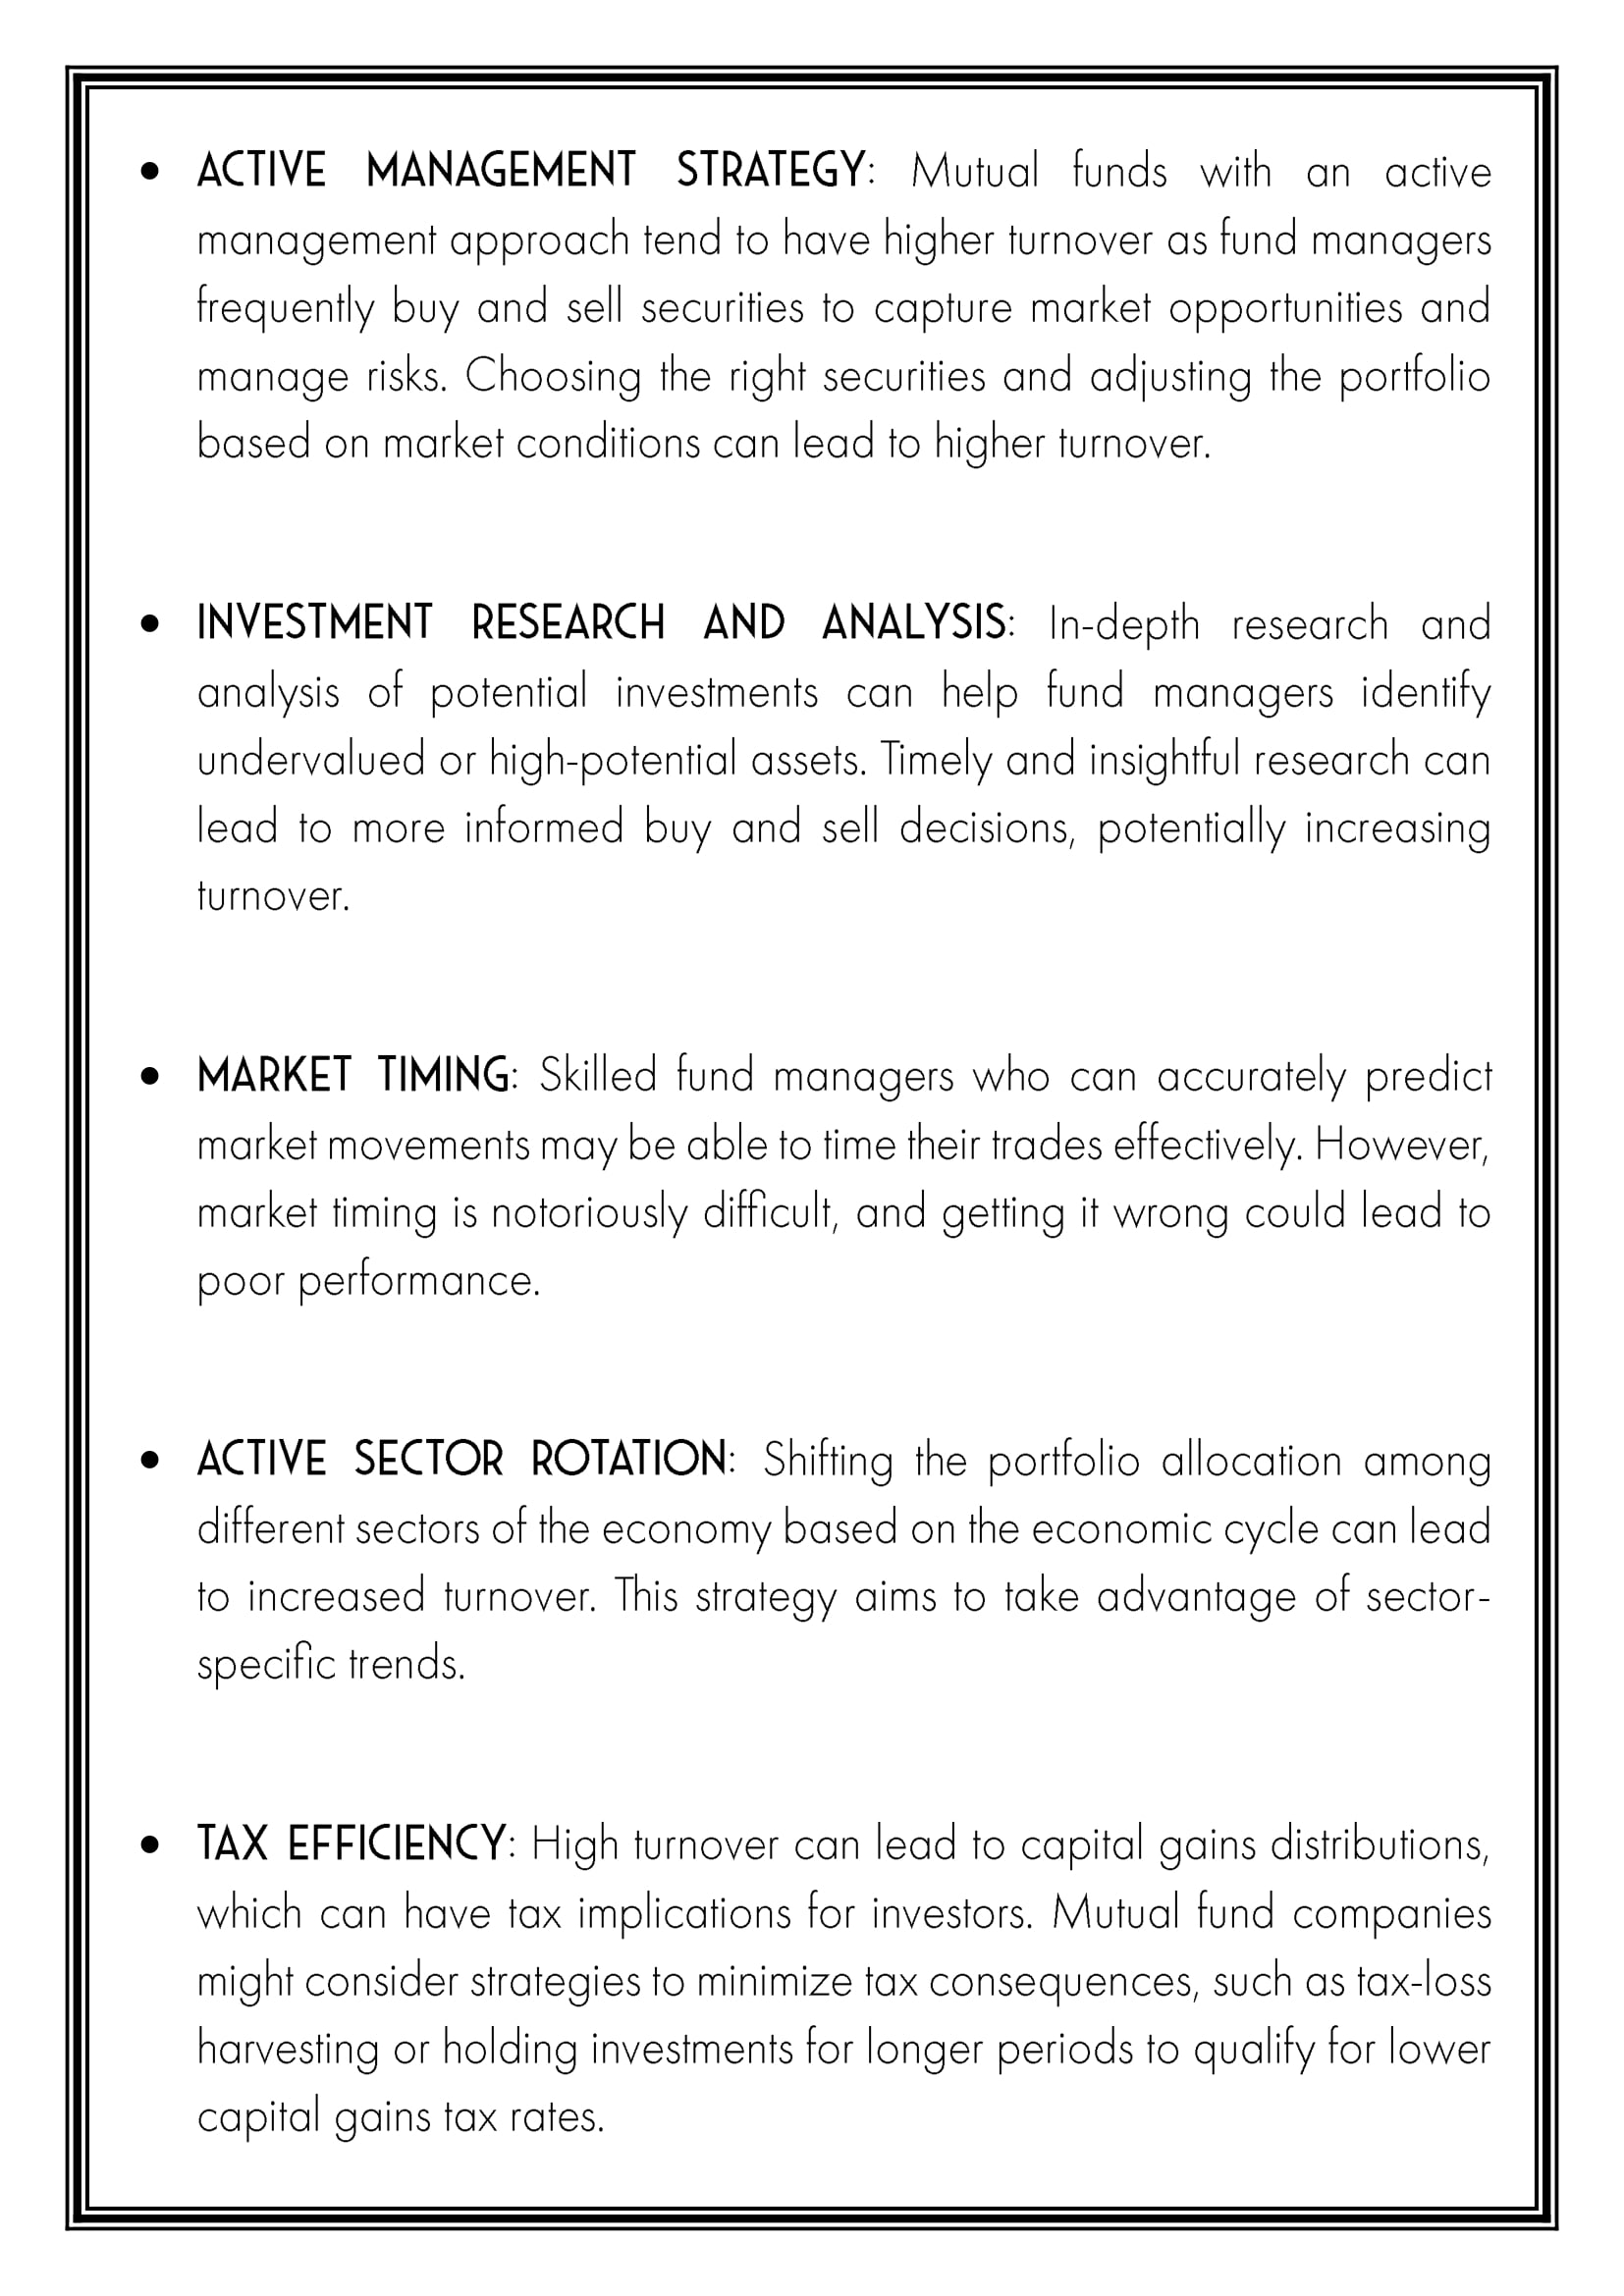 • ACTIVE MANAGEMENT STRATEGY: Mutual funds with an active
management approach tend to have higher turnover as fund managers
frequently buy and sell securities to capture market opportunities and
manage risks. Choosing the right securities and adjusting the portfolio
based on market conditions can lead to higher turnover.
• INVESTMENT RESEARCH AND ANALYSIS: In-depth research and
analysis of potential investments can help fund managers identify
undervalued or high-potential assets. Timely and insightful research can
lead to more informed buy and sell decisions, potentially increasing
turnover.
• MARKET TIMING: Skilled fund managers who can accurately predict
market movements may be able to time their trades effectively. However,
market timing is notoriously difficult, and getting it wrong could lead to
poor performance.
• ACTIVE SECTOR ROTATION: Shifting the portfolio allocation among
different sectors of the economy based on the economic cycle can lead
to increased turnover. This strategy aims to take advantage of sector-
specific trends.
• TAX EFFICIENCY: High turnover can lead to capital gains distributions,
which can have tax implications for investors. Mutual fund companies
might consider strategies to minimize tax consequences, such as tax-loss
harvesting or holding investments for longer periods to qualify for lower
capital gains tax rates.